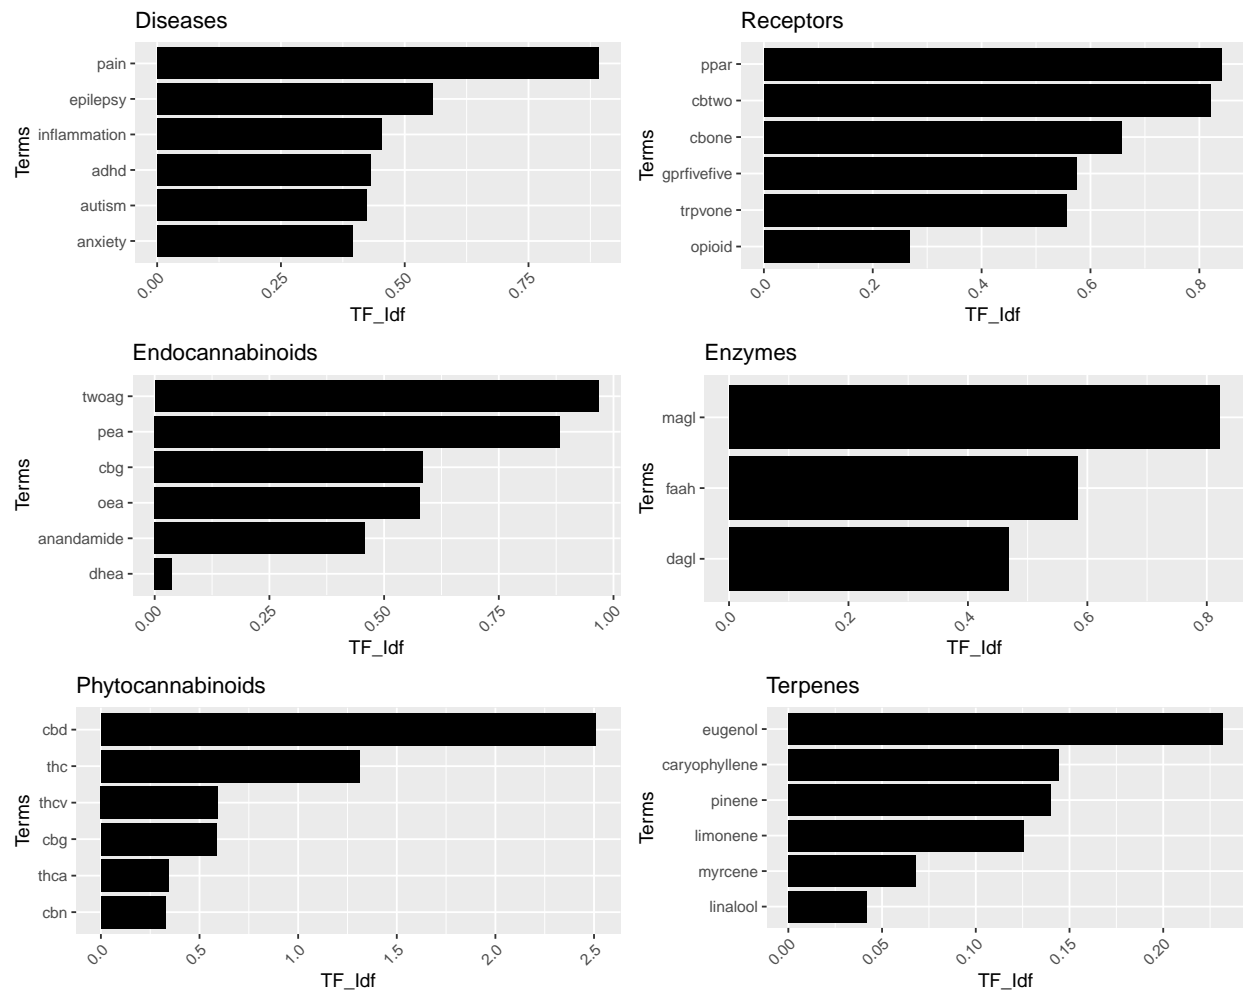 Diseases
Terms
pain
epilepsy
inflammation
adhd
autism
anxiety
0.00 0.25 0.50 0.75
TF_Idf
Receptors
Terms
ppar
cbtwo
cbone
gprfivefive
trpvone
opioid
0.0 0.2 0.4 0.6 0.8
TF_Idf
Endocannabinoids
Terms
twoag
pea
cbg
oea
anandamide
dhea
0.00 0.25 0.50 0.75 1.00
TF_Idf
Enzymes
Terms
magl
faah
dagl
0.0 0.2 0.4 0.6 0.8
TF_Idf
Phytocannabinoids
Terms
cbd
thc
thcv
cbg
thca
cbn
0.0 0.5 1.0 1.5 2.0 2.5
TF_Idf
Terpenes
Terms
eugenol
caryophyllene
pinene
limonene
myrcene
linalool
0.00 0.05 0.10 0.15 0.20
TF_Idf